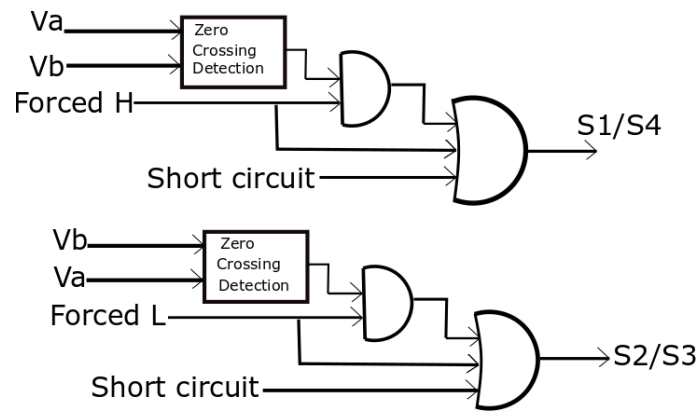 Va
Zero
Crossing
Detection
Vb
Forced H
S1/S4
Short circuit
Vb
Zero
Crossing
Detection
Va
Forced L
S2/S3
Short circuit